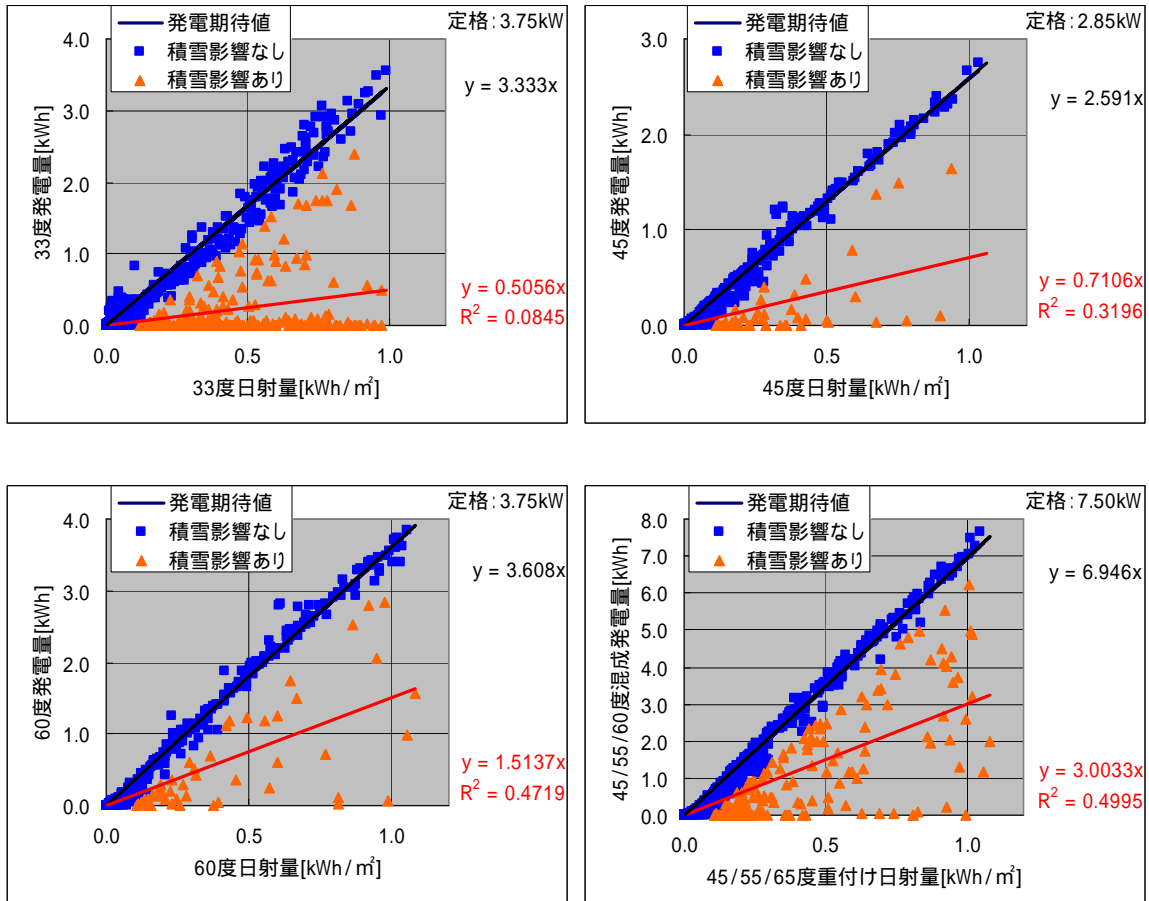 発電期待値
積雪影響なし
積雪影響あり
定格:3.75kW
y = 3.333x
y = 0.5056x
R² = 0.0845
4.0
3.0
2.0
1.0
0.0
0.0
0.5
1.0
33度発電量[kWh]
33度日射量[kWh/㎡]
発電期待値
積雪影響なし
積雪影響あり
定格:2.85kW
y = 2.591x
y = 0.7106x
R² = 0.3196
3.0
2.0
1.0
0.0
0.0
0.5
1.0
45度発電量[kWh]
45度日射量[kWh/㎡]
発電期待値
積雪影響なし
積雪影響あり
定格:3.75kW
y = 3.608x
y = 1.5137x
R² = 0.4719
4.0
3.0
2.0
1.0
0.0
0.0
0.5
1.0
60度発電量[kWh]
60度日射量[kWh/㎡]
発電期待値
積雪影響なし
積雪影響あり
定格:7.50kW
y = 6.946x
y = 3.0033x
R² = 0.4995
8.0
7.0
6.0
5.0
4.0
3.0
2.0
1.0
0.0
0.0
0.5
1.0
45/55/60度混成発電量[kWh]
45/55/65度重付け日射量[kWh/㎡]